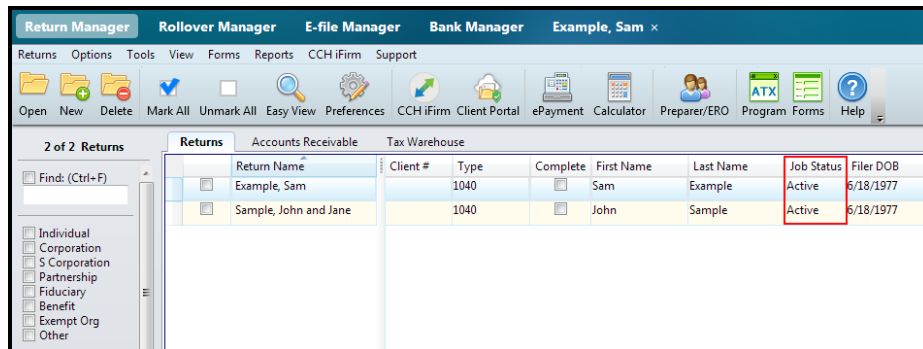 Return Manager Rollover Manager E-file Manager Bank Manager Example, Sam ×
Returns Options Tools View Forms Reports CCH iFirm Support
ATX
Open New Delete Mark All Unmark All Easy View Preferences CCH iFirm Client Portal ePayment Calculator Preparer/ERO Program Forms Help
2 of 2 Returns
Returns Accounts Receivable Tax Warehouse
Return Name Client # Type Complete First Name Last Name Job Status Filer DOB
Find: (Ctrl+F)
Example, Sam 1040 Sam Example Active 6/18/1977
Sample, John and Jane 1040 John Sample Active 6/18/1977
Individual
Corporation
S Corporation
Partnership
Fiduciary
Benefit
Exempt Org
Other